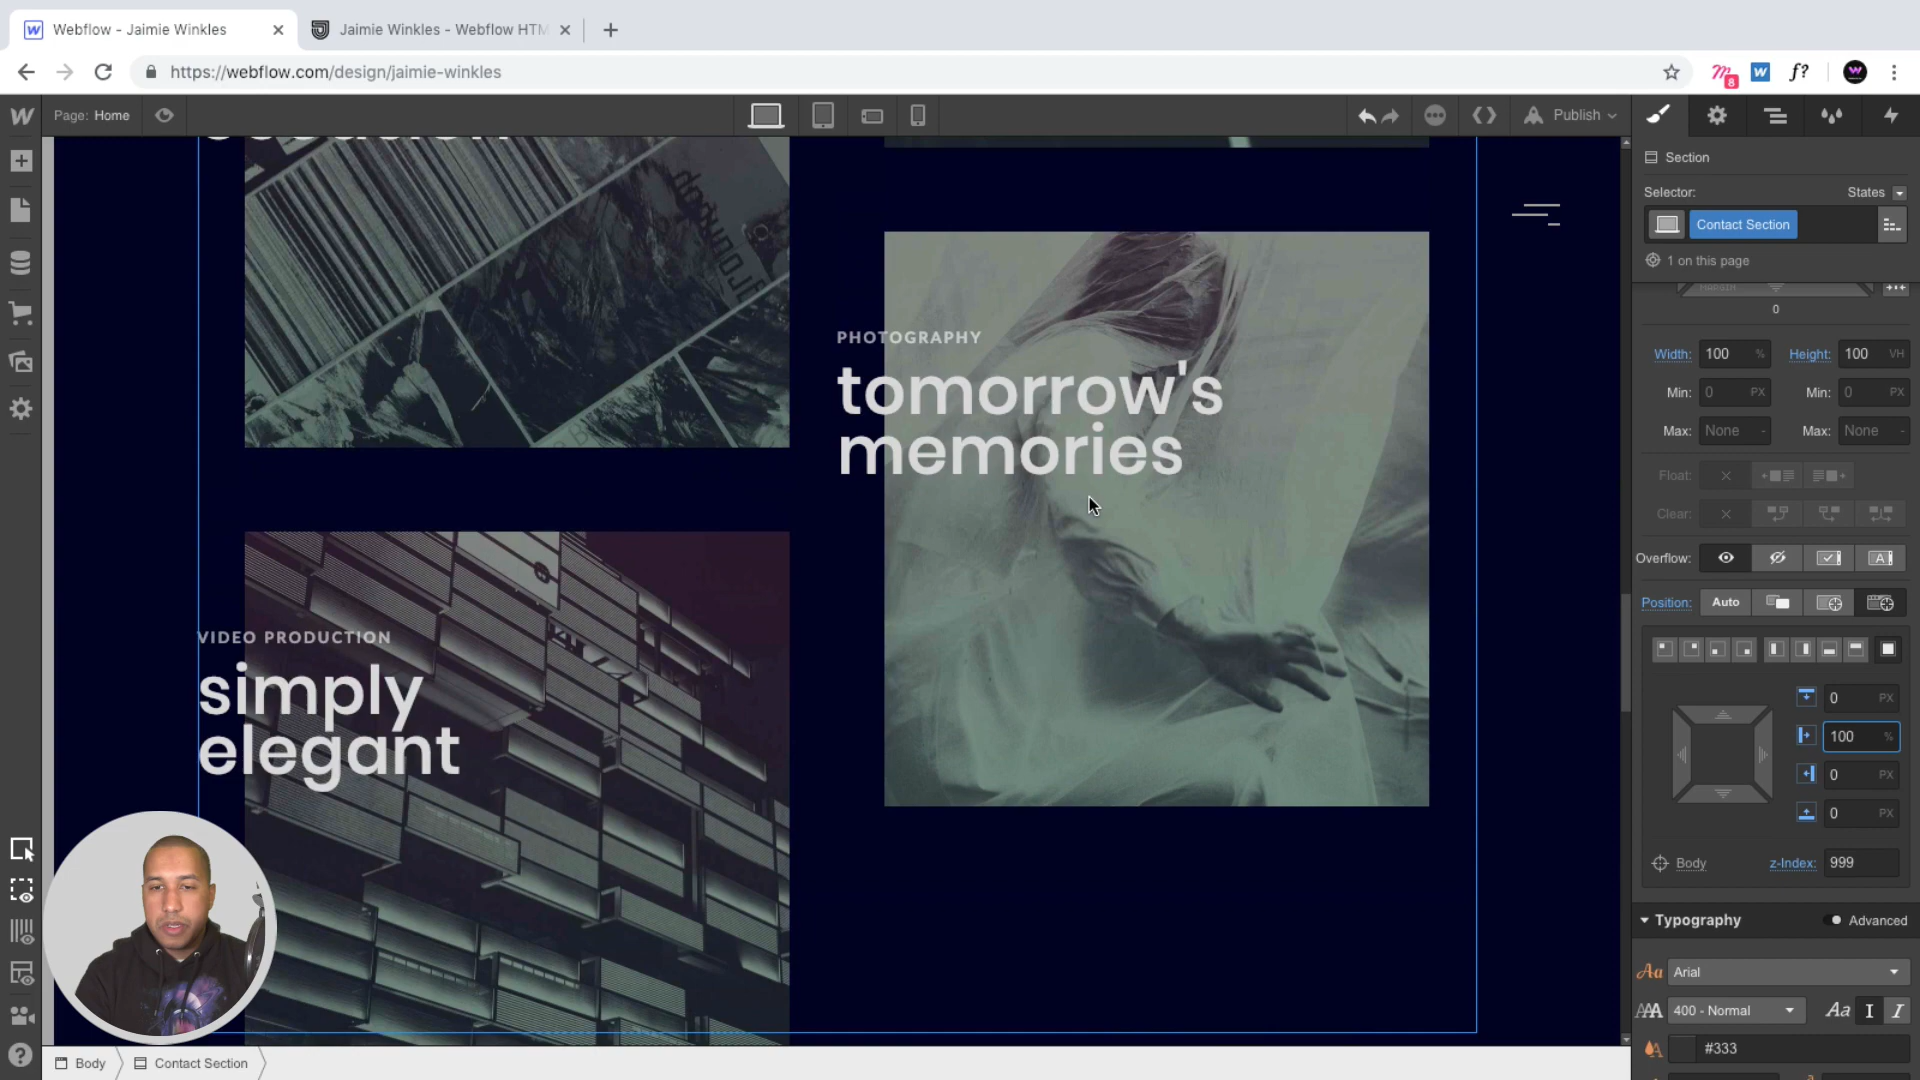 Webflow - Jaimie Winkles
Jaimie Winkles - Webflow HTM
https://webflow.com/design/jaimie-winkles
8
f?
Page: Home
Publish
Section
Selector:
States
Contact Section
1 on this page
MARGIN
0
Width: 100 % Height: 100 VH
Min: 0 PX Min: 0 PX
Max: None - Max: None -
Float:
Clear:
Overflow:
Position: Auto
0 PX
100 %
0 PX
0 PX
Body z-Index: 999
Typography
Advanced
Arial
400 - Normal
#333
PHOTOGRAPHY
tomorrow's
memories
VIDEO PRODUCTION
simply
elegant
Body
Contact Section